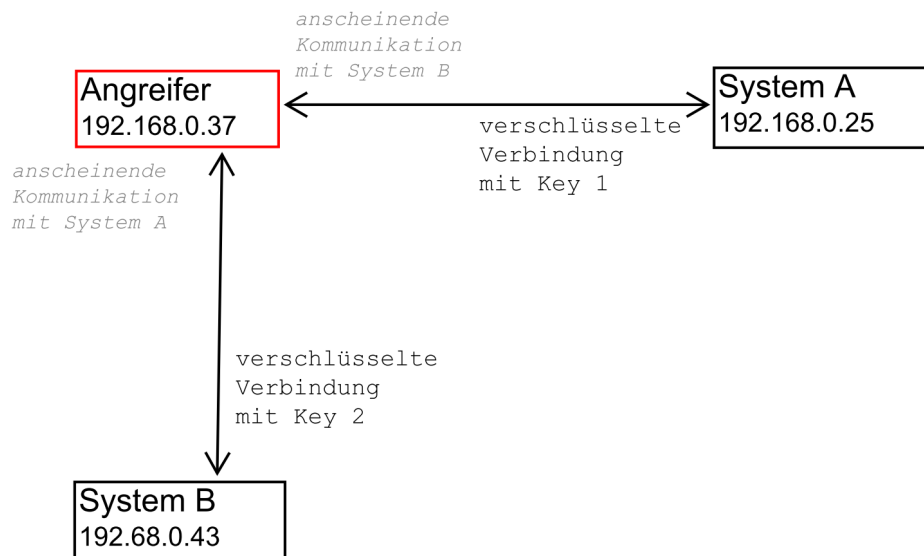 anscheinende
Kommunikation
mit System B
Angreifer
192.168.0.37
System A
192.168.0.25
verschlüsselte
Verbindung
mit Key 1
anscheinende
Kommunikation
mit System A
verschlüsselte
Verbindung
mit Key 2
System B
192.68.0.43